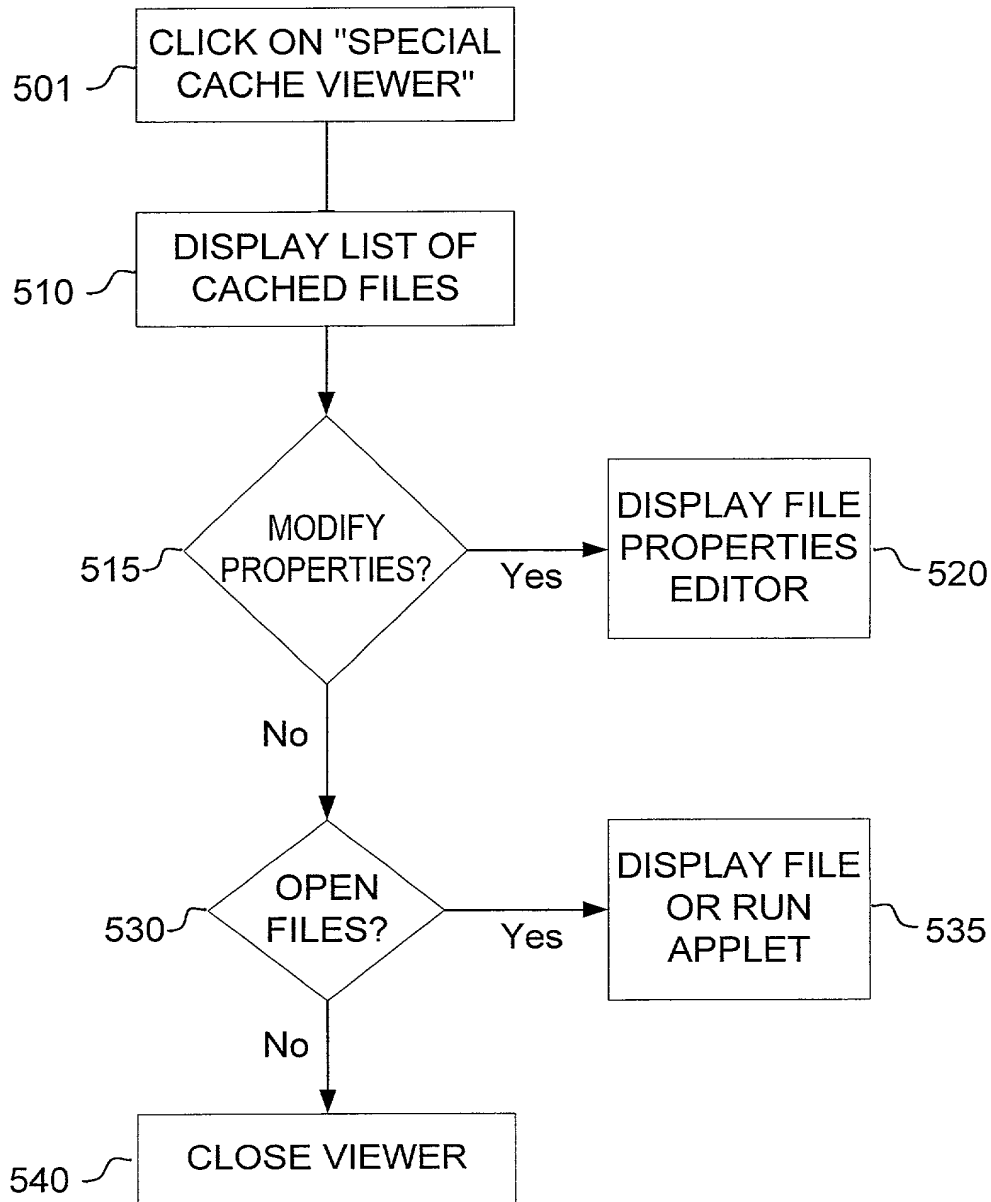 CLICK ON "SPECIAL
CACHE VIEWER"
501
DISPLAY LIST OF
CACHED FILES
510
MODIFY
PROPERTIES?
515
Yes
DISPLAY FILE
PROPERTIES
EDITOR
520
No
OPEN
FILES?
530
Yes
DISPLAY FILE
OR RUN
APPLET
535
No
CLOSE VIEWER
540